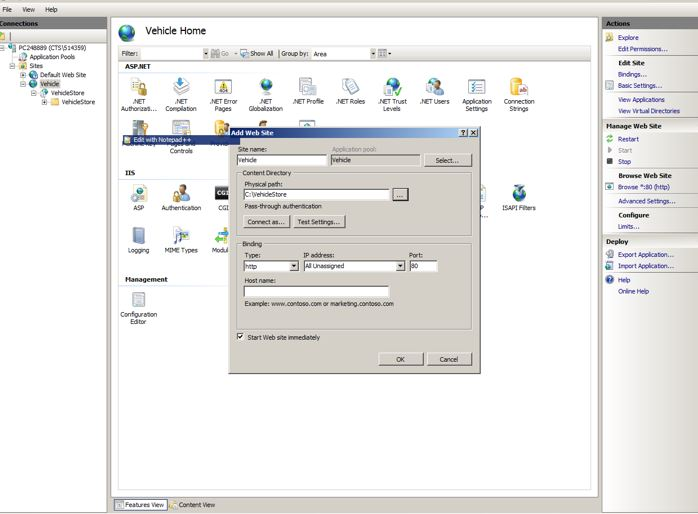 File View Help
Connections
PC248889 (CTS\514359)
Application Pools
Sites
Default Web Site
Vehicle
VehicleStore
VehicleStore
Vehicle Home
Filter: Go Show All Group by: Area
ASP.NET
.NET Authorizati...
.NET Compilation
.NET Error Pages
.NET Globalization
.NET Profile
.NET Roles
.NET Trust Levels
.NET Users
Application Settings
Connection Strings
Edit with Notepad++
Controls
IIS
ASP
Authentication
CGI
ISAPI Filters
Logging
MIME Types
Modul
Management
Configuration Editor
Add Web Site
Site name: Application pool:
Vehicle Vehicle Select...
Content Directory
Physical path:
C:\VehicleStore ...
Pass-through authentication
Connect as... Test Settings...
Binding
Type: IP address: Port:
http All Unassigned 80
Host name:
Example: www.contoso.com or marketing.contoso.com
Start Web site immediately
OK Cancel
Features View Content View
Actions
Explore
Edit Permissions...
Edit Site
Bindings...
Basic Settings...
View Applications
View Virtual Directories
Manage Web Site
Restart
Start
Stop
Browse Web Site
Browse *:80 (http)
Advanced Settings...
Configure
Limits...
Deploy
Export Application...
Import Application...
Help
Online Help